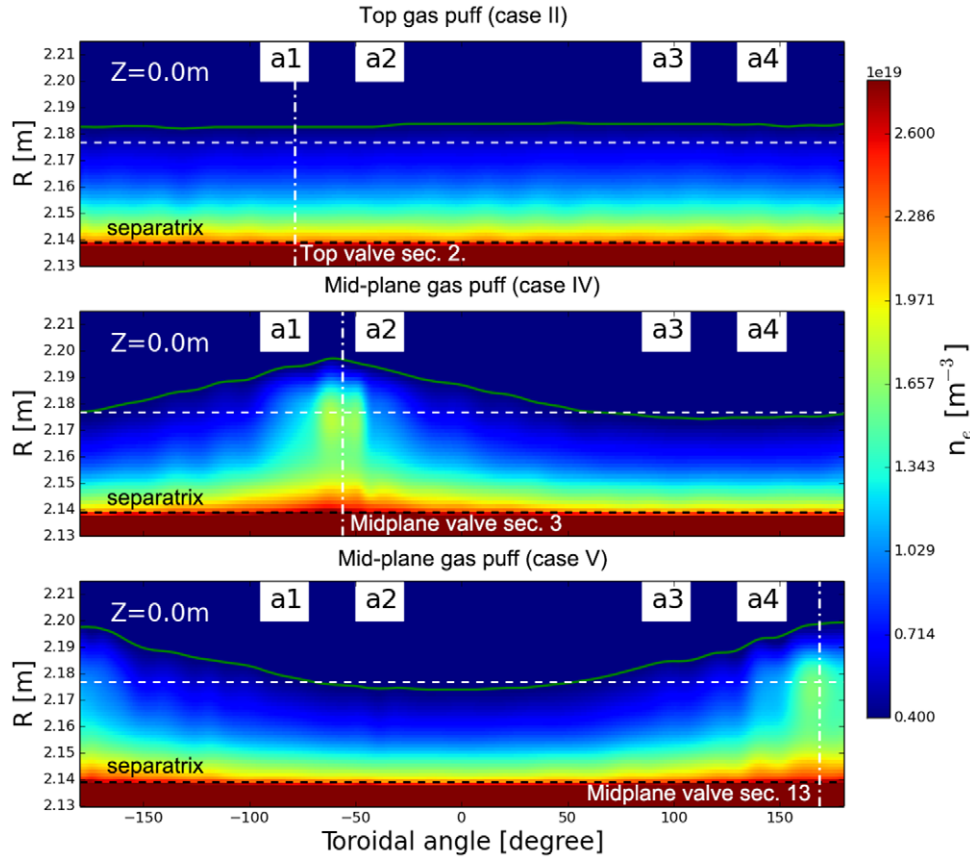 Top gas puff (case II)
2.21
2.20
2.19
2.18
2.17
2.16
2.15
2.14
2.13
R [m]
Z=0.0m
a1
a2
a3
a4
separatrix
Top valve sec. 2.
Mid-plane gas puff (case IV)
2.21
2.20
2.19
2.18
2.17
2.16
2.15
2.14
2.13
R [m]
Z=0.0m
a1
a2
a3
a4
separatrix
Midplane valve sec. 3
Mid-plane gas puff (case V)
2.21
2.20
2.19
2.18
2.17
2.16
2.15
2.14
2.13
R [m]
Z=0.0m
a1
a2
a3
a4
separatrix
Midplane valve sec. 13
−150
−100
−50
0
50
100
150
Toroidal angle [degree]
1e19
2.600
2.286
1.971
1.657
1.343
1.029
0.714
0.400
n_e [m⁻³]